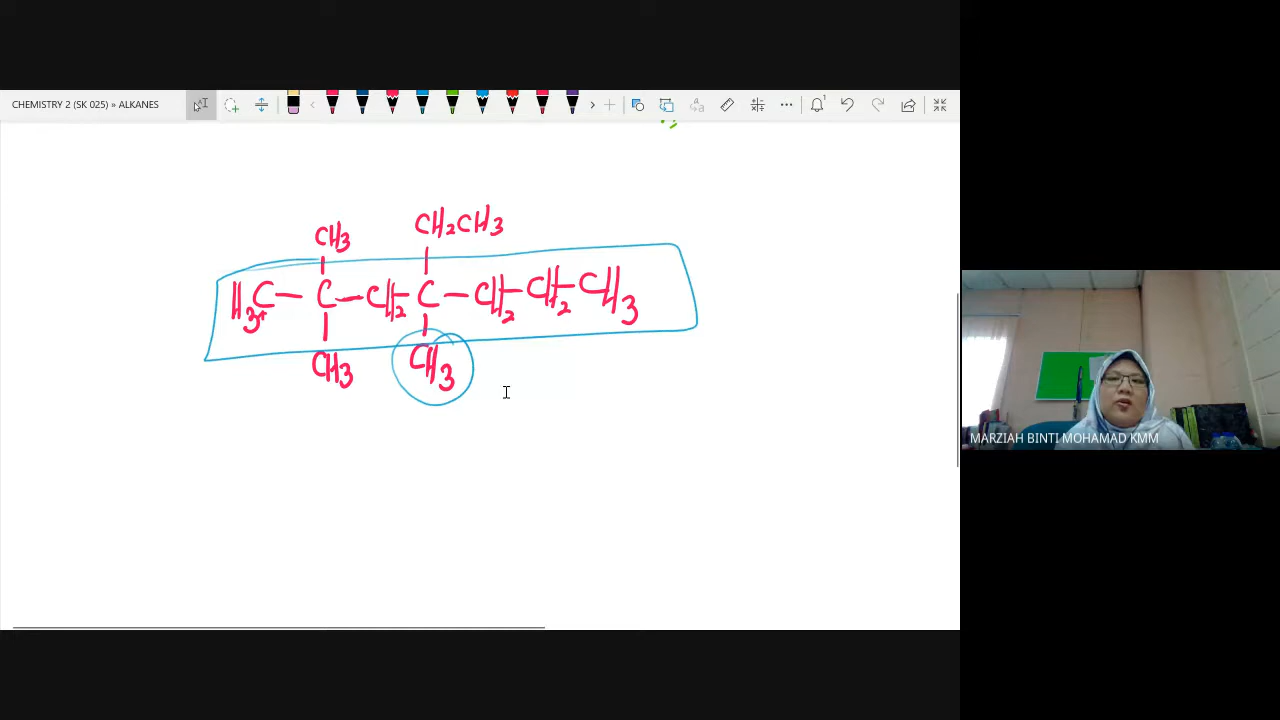 CHEMISTRY 2 (SK 025) » ALKANES
CH3 CH2CH3
H3C — C — CH2 — C — CH2 — CH2 — CH3
CH3 CH3
MARZIAH BINTI MOHAMAD KMM